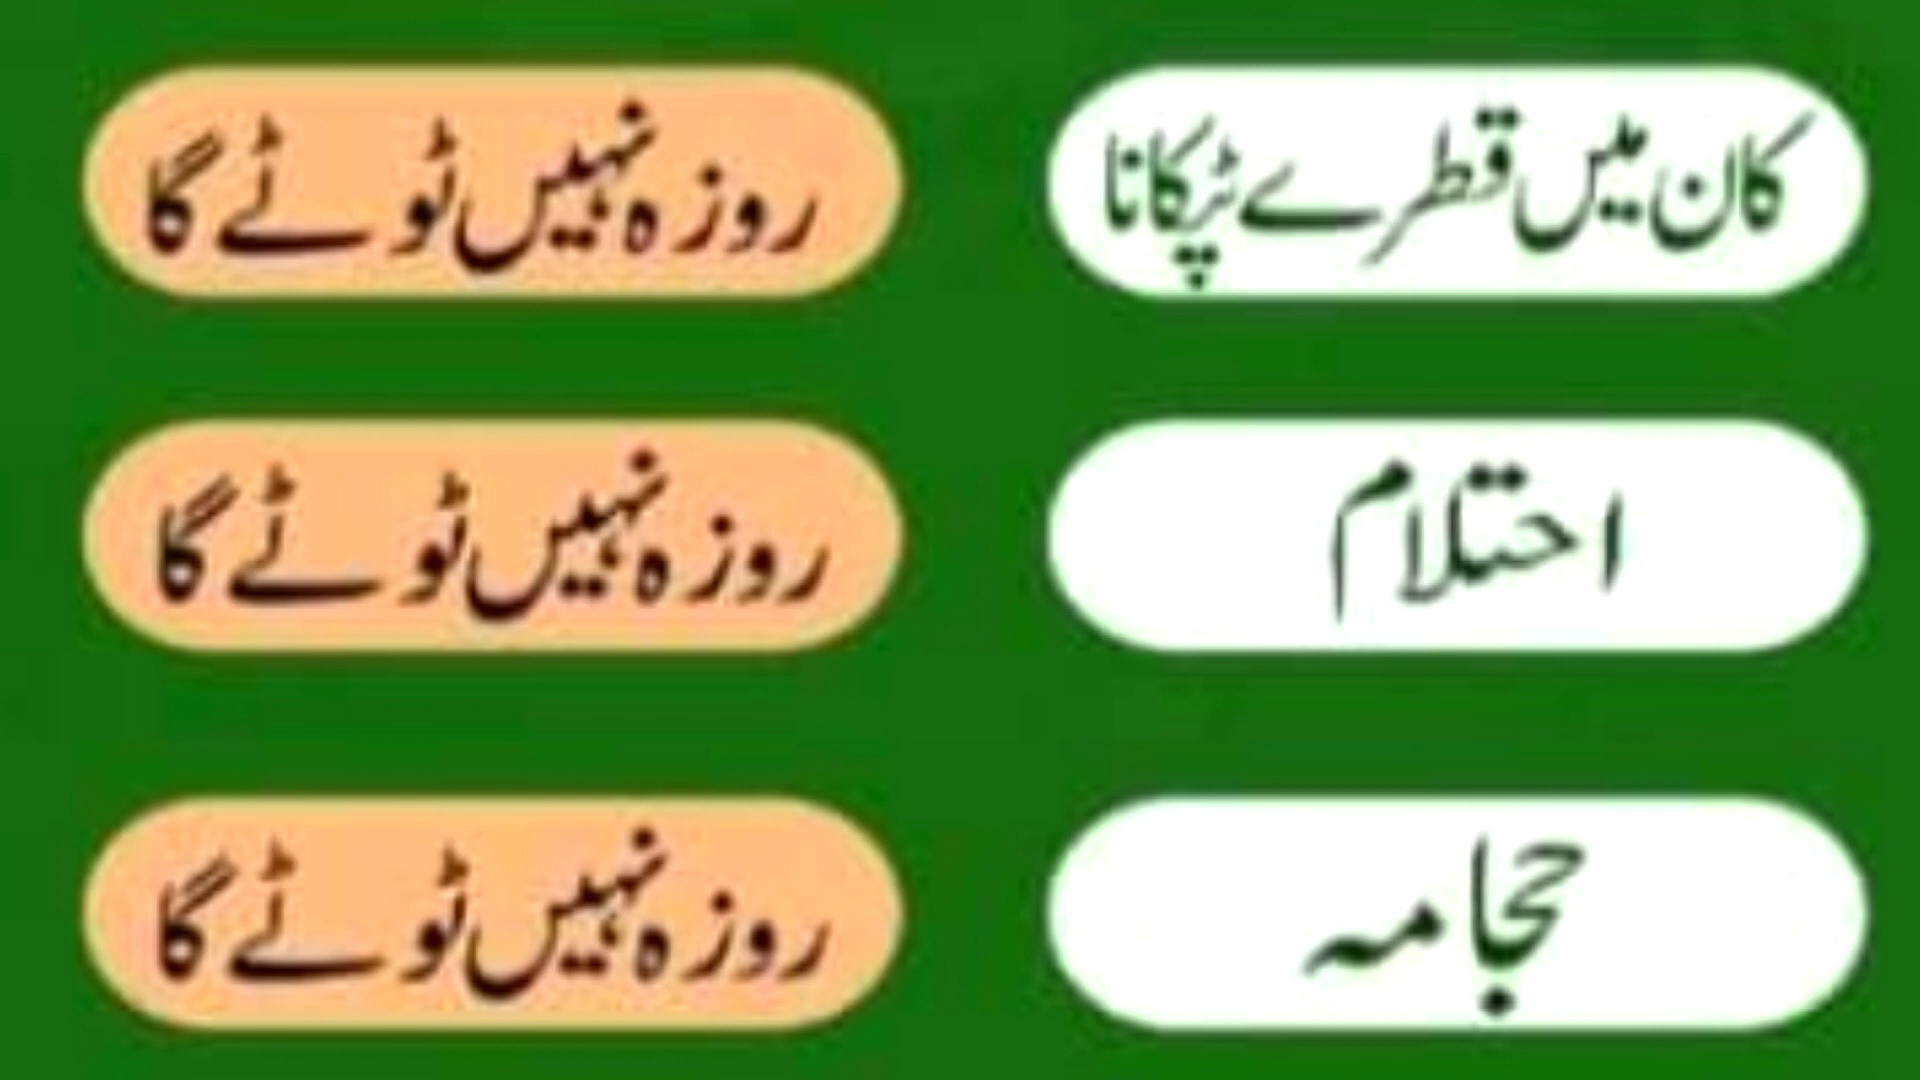 کان میں قطرے ٹپکانا
روزہ نہیں ٹوٹے گا
احتلام
روزہ نہیں ٹوٹے گا
حجامہ
روزہ نہیں ٹوٹے گا